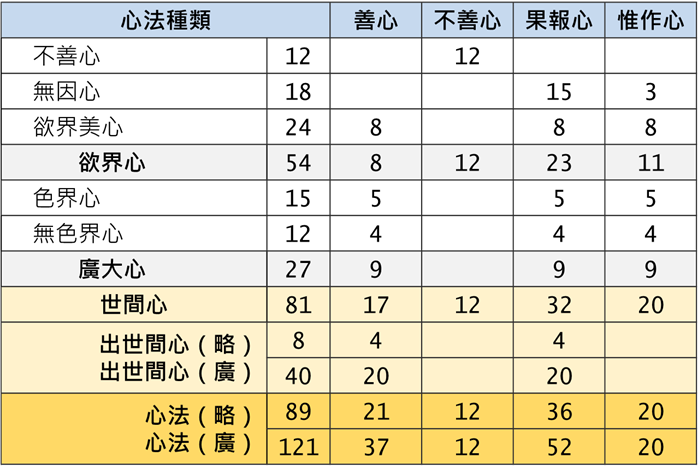 心法種類 善心 不善心 果報心 惟作心
不善心 12 12
無因心 18 15 3
欲界美心 24 8 8 8
欲界心 54 8 12 23 11
色界心 15 5 5 5
無色界心 12 4 4 4
廣大心 27 9 9 9
世間心 81 17 12 32 20
出世間心（略） 8 4 4
出世間心（廣） 40 20 20
心法（略） 89 21 12 36 20
心法（廣） 121 37 12 52 20